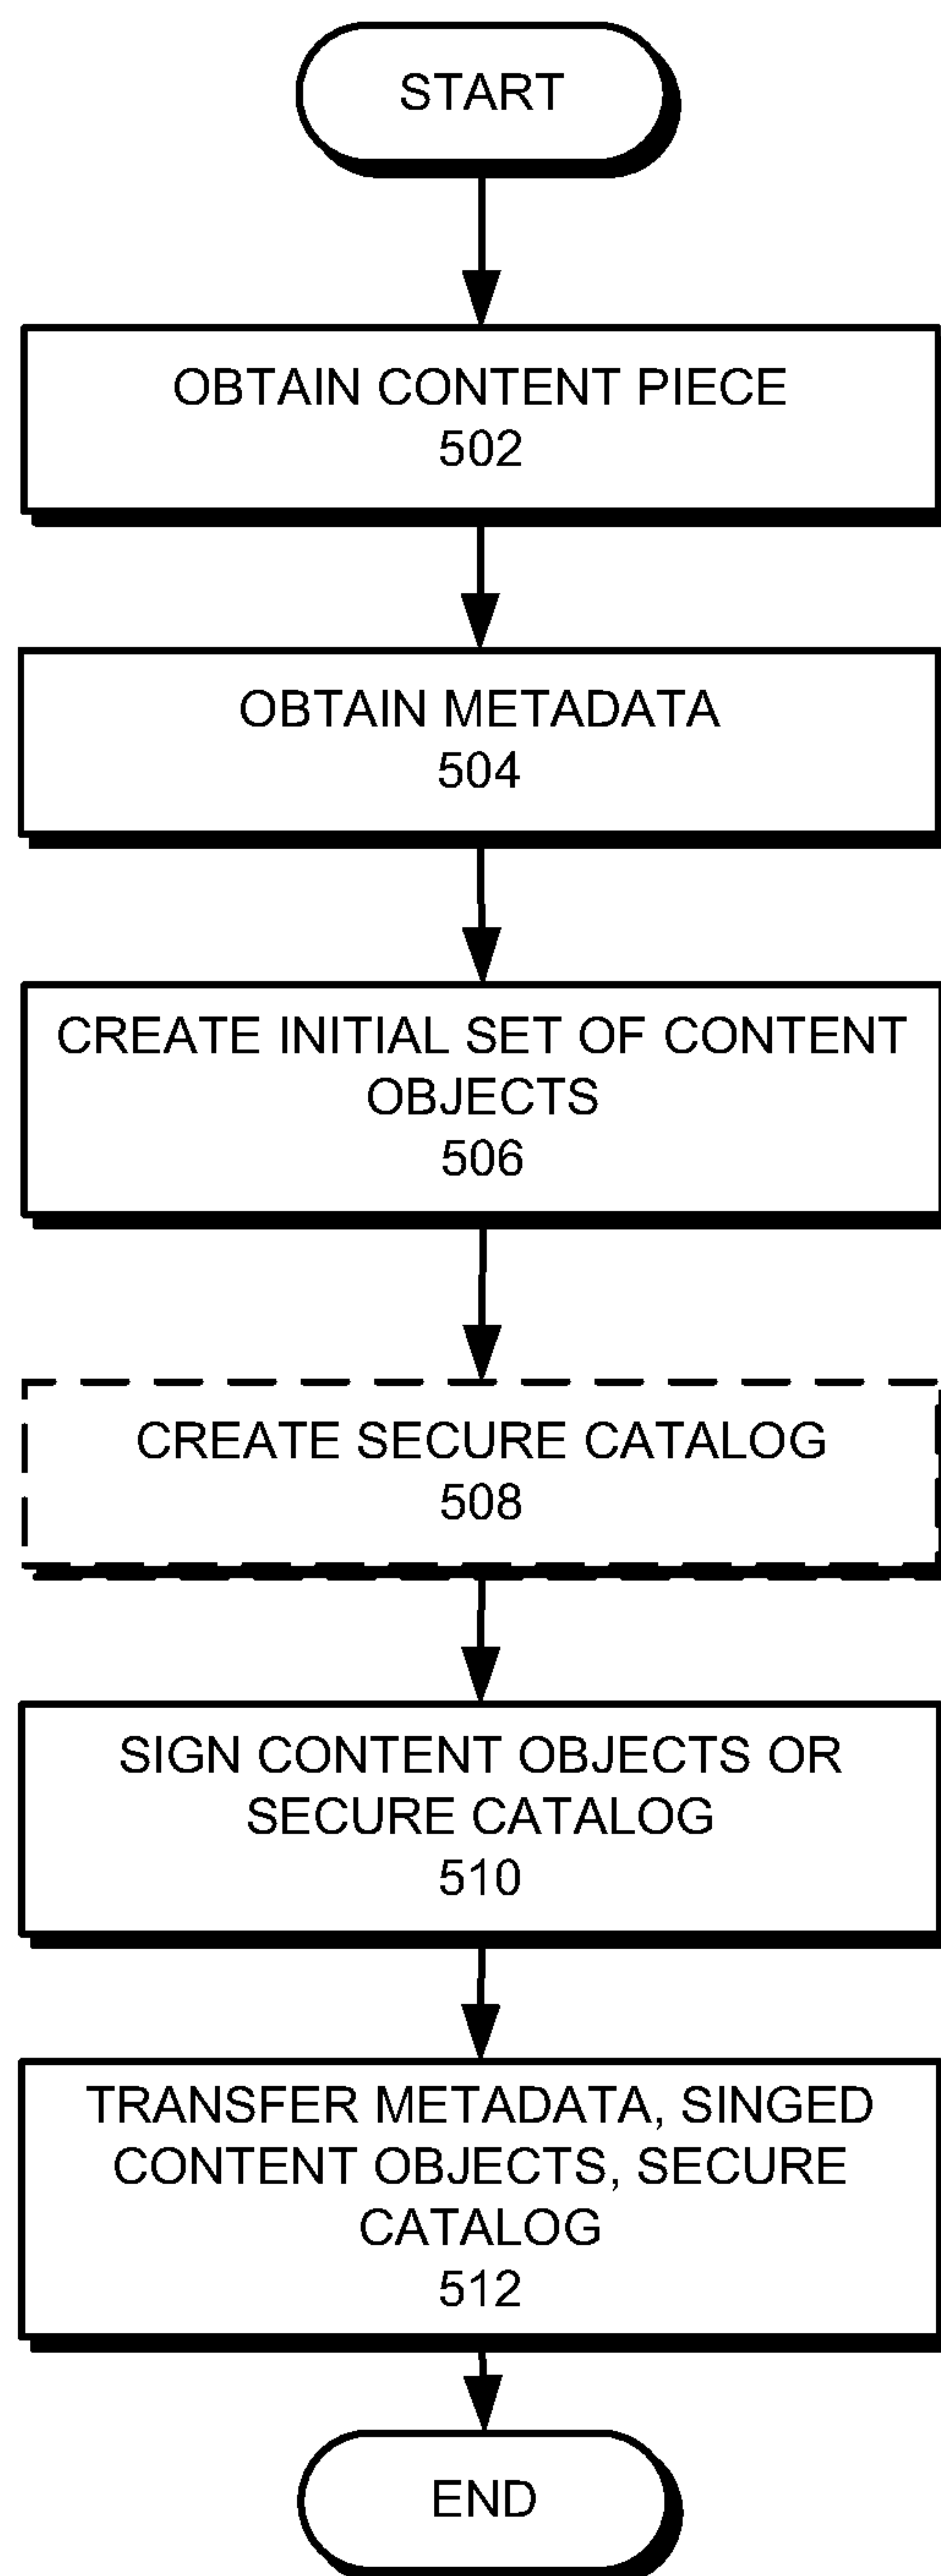 START
OBTAIN CONTENT PIECE
502
OBTAIN METADATA
504
CREATE INITIAL SET OF CONTENT
OBJECTS
506
CREATE SECURE CATALOG
508
SIGN CONTENT OBJECTS OR
SECURE CATALOG
510
TRANSFER METADATA, SINGED
CONTENT OBJECTS, SECURE
CATALOG
512
END